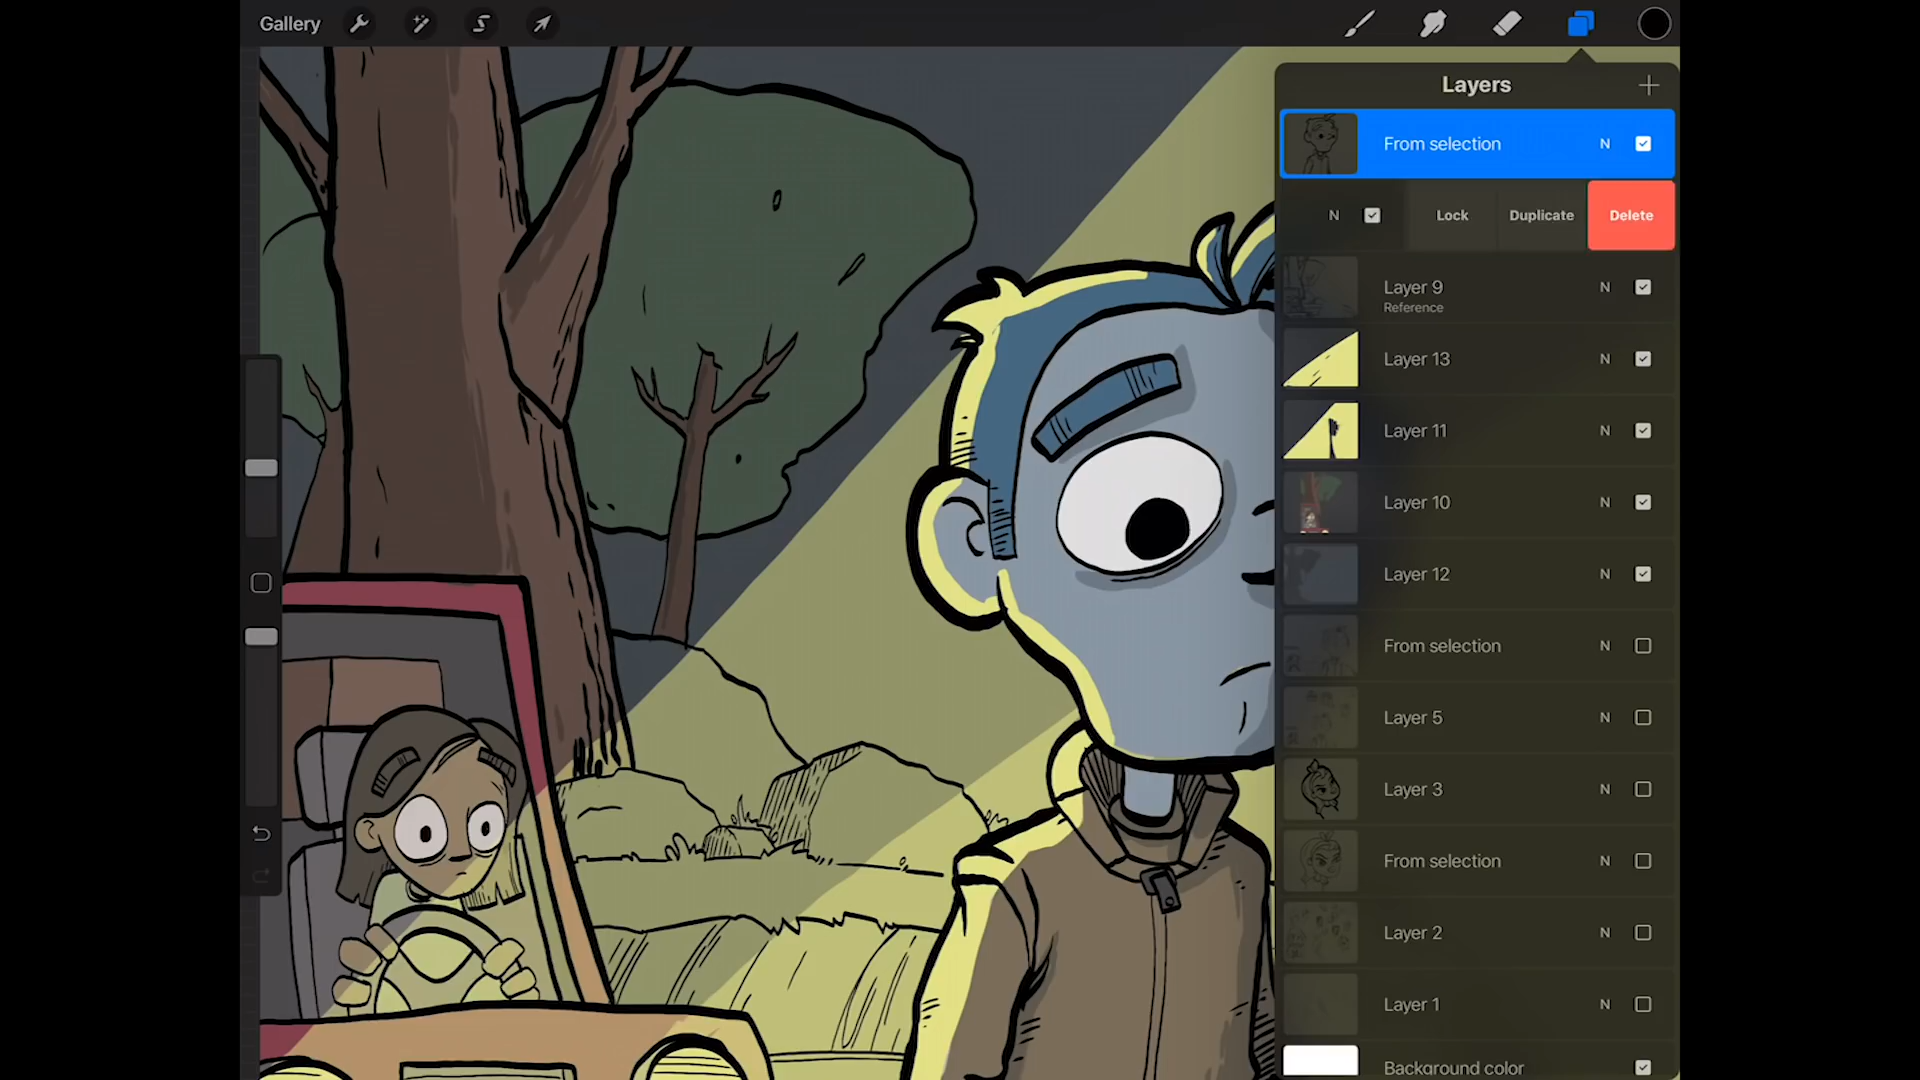 Gallery
Layers
From selection N
N Lock Duplicate Delete
Layer 9 N
Reference
Layer 13 N
Layer 11 N
Layer 10 N
Layer 12 N
From selection N
Layer 5 N
Layer 3 N
From selection N
Layer 2 N
Layer 1 N
Background color